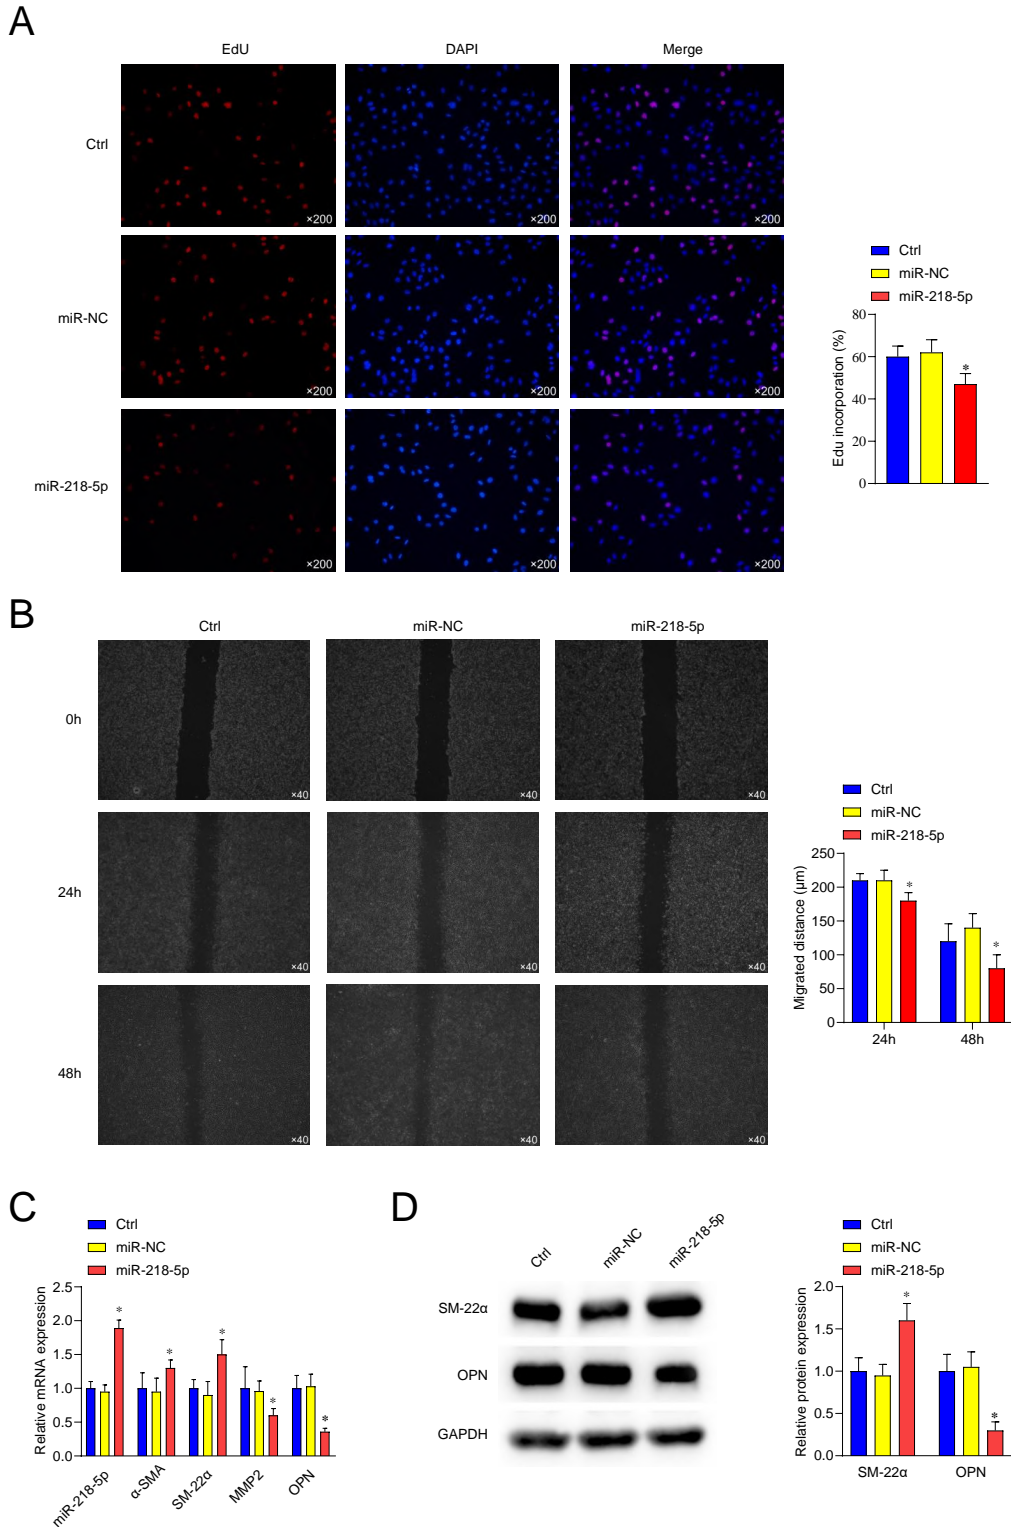 A
EdU DAPI Merge
Ctrl
×200 ×200 ×200
miR-NC
×200 ×200 ×200
miR-218-5p
×200 ×200 ×200
Ctrl
miR-NC
miR-218-5p
Edu incorporation (%)
80
60
40
20
0
*
B
Ctrl miR-NC miR-218-5p
0h
×40 ×40 ×40
24h
×40 ×40 ×40
48h
×40 ×40 ×40
Ctrl
miR-NC
miR-218-5p
Migrated distance (μm)
250
200
150
100
50
0
* *
24h 48h
C
Ctrl
miR-NC
miR-218-5p
Relative mRNA expression
2.5
2.0
1.5
1.0
0.5
0.0
* * * * *
miR-218-5p α-SMA SM-22α MMP2 OPN
D
Ctrl miR-NC miR-218-5p
SM-22α
OPN
GAPDH
Ctrl
miR-NC
miR-218-5p
Relative protein expression
2.0
1.5
1.0
0.5
0.0
* *
SM-22α OPN